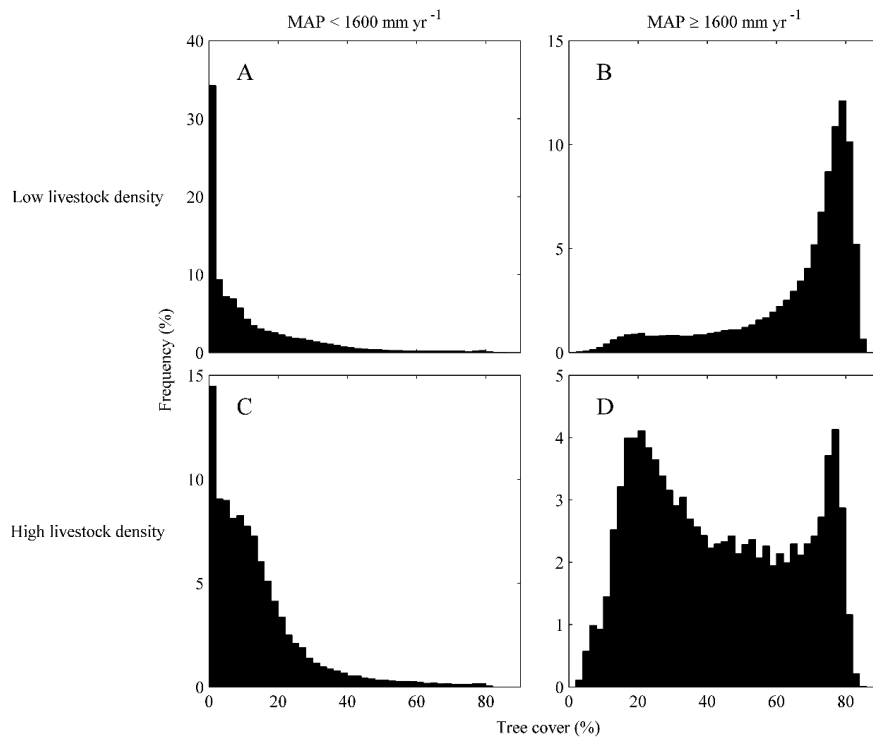 MAP < 1600 mm yr⁻¹
MAP ≥ 1600 mm yr⁻¹
40
30
20
10
0
A
15
10
5
0
B
Low livestock density
Frequency (%)
15
10
5
0
C
5
4
3
2
1
0
D
High livestock density
0 20 40 60 80
0 20 40 60 80
Tree cover (%)